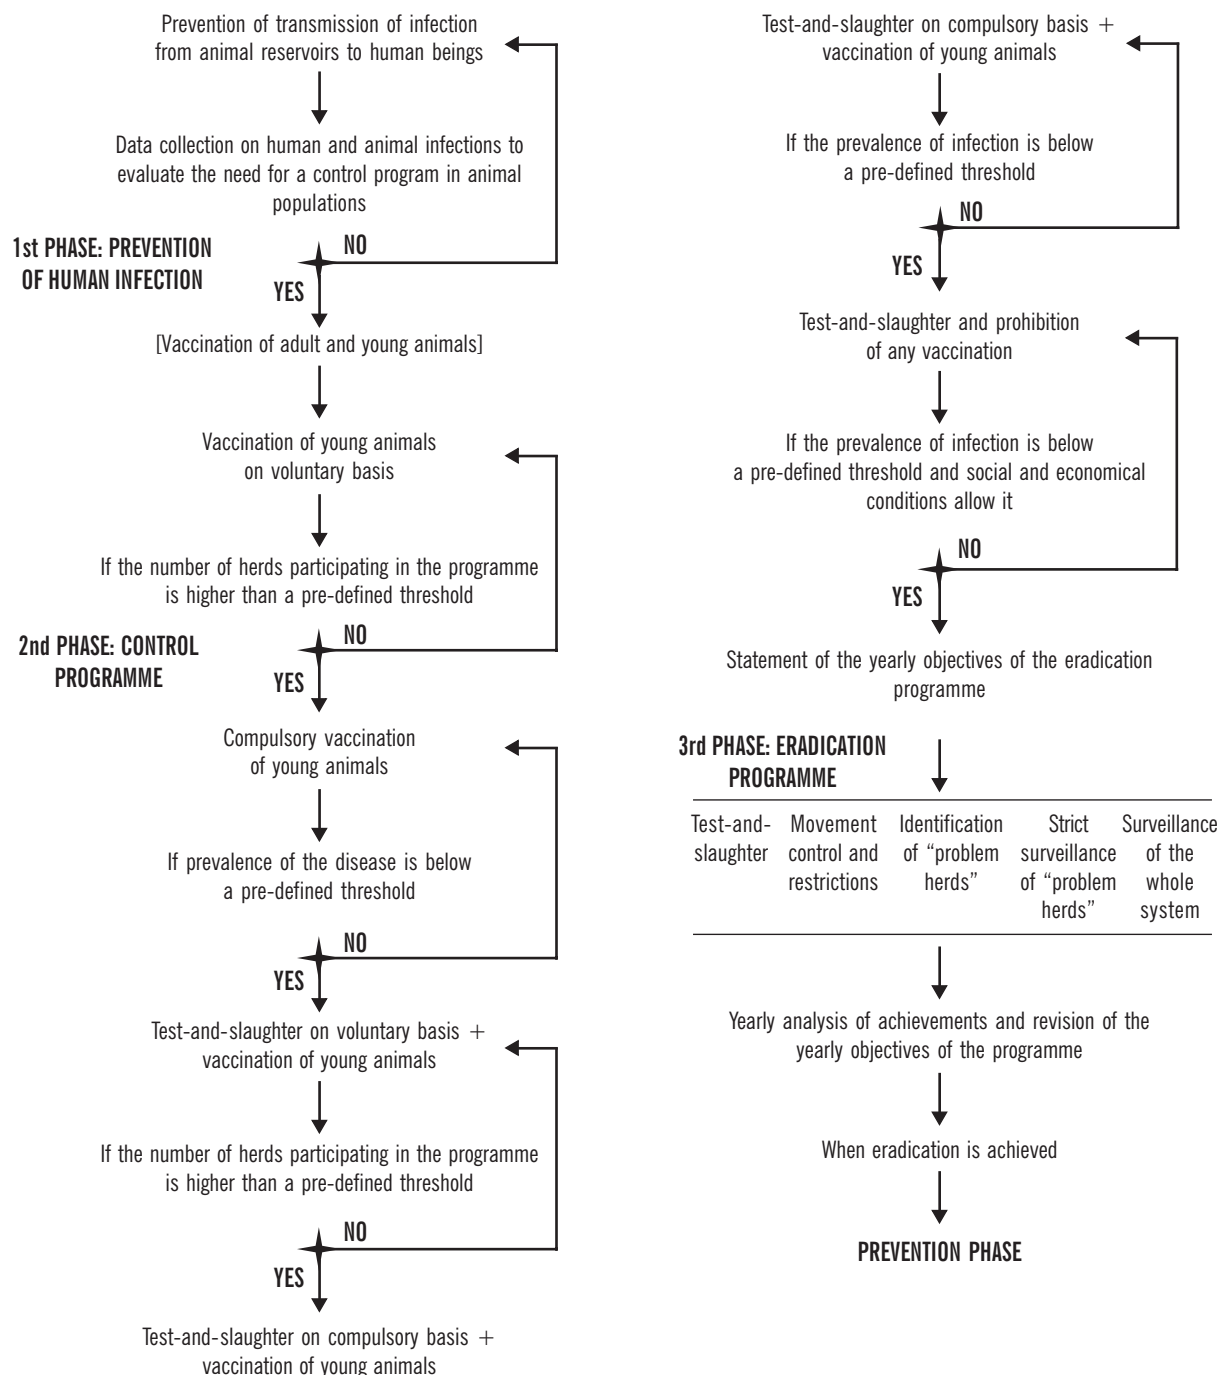 Prevention of transmission of infection
from animal reservoirs to human beings
Data collection on human and animal infections to
evaluate the need for a control program in animal
populations
1st PHASE: PREVENTION
OF HUMAN INFECTION
NO
YES
[Vaccination of adult and young animals]
Vaccination of young animals
on voluntary basis
If the number of herds participating in the programme
is higher than a pre-defined threshold
2nd PHASE: CONTROL
PROGRAMME
NO
YES
Compulsory vaccination
of young animals
If prevalence of the disease is below
a pre-defined threshold
NO
YES
Test-and-slaughter on voluntary basis +
vaccination of young animals
If the number of herds participating in the programme
is higher than a pre-defined threshold
NO
YES
Test-and-slaughter on compulsory basis +
vaccination of young animals
Test-and-slaughter on compulsory basis +
vaccination of young animals
If the prevalence of infection is below
a pre-defined threshold
NO
YES
Test-and-slaughter and prohibition
of any vaccination
If the prevalence of infection is below
a pre-defined threshold and social and economical
conditions allow it
NO
YES
Statement of the yearly objectives of the eradication
programme
3rd PHASE: ERADICATION
PROGRAMME
Test-and-
slaughter
Movement
control and
restrictions
Identification
of “problem
herds”
Strict
surveillance
of “problem
herds”
Surveillance
of the
whole
system
Yearly analysis of achievements and revision of the
yearly objectives of the programme
When eradication is achieved
PREVENTION PHASE